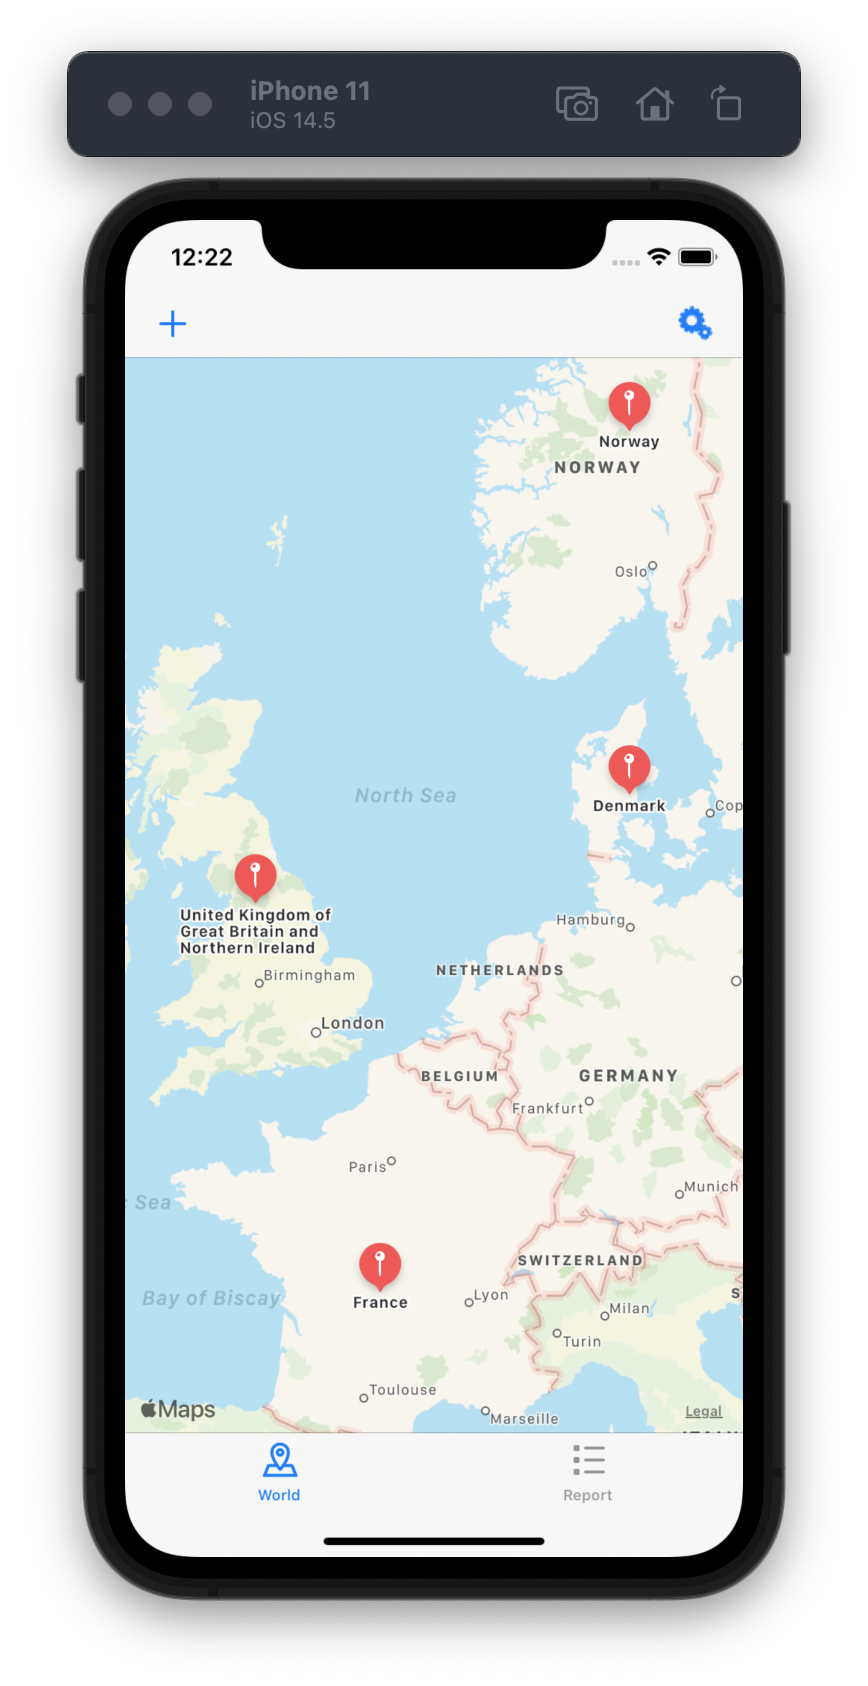 iPhone 11
iOS 14.5
12:22
Norway
NORWAY
Oslo
North Sea
Denmark
Cop
United Kingdom of
Great Britain and
Northern Ireland
Hamburg
Birmingham
NETHERLANDS
London
BELGIUM
GERMANY
Frankfurt
Paris
Munich
Sea
SWITZERLAND
Bay of Biscay
France
Lyon
S
Milan
Turin
Toulouse
Maps
Legal
Marseille
World
Report